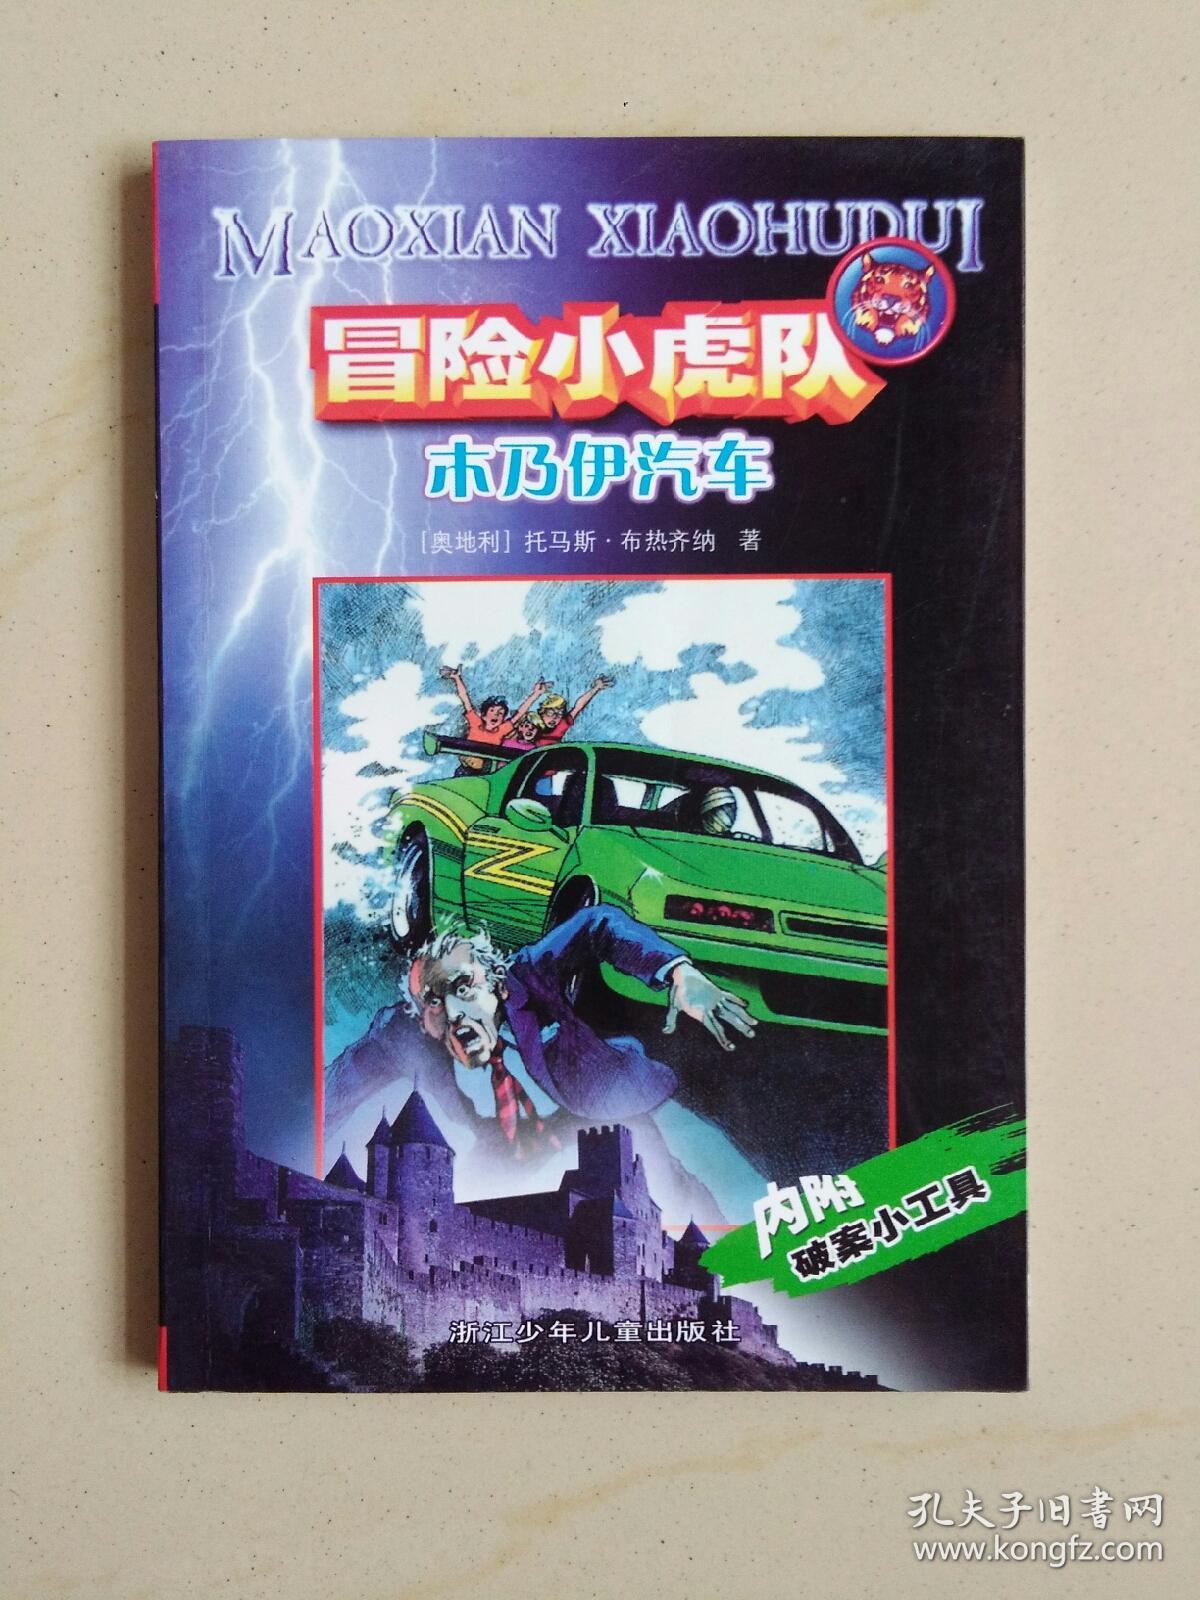 MAOXIAN XIAOHUDUI
冒险小虎队
木乃伊汽车
[奥地利] 托马斯·布热齐纳 著
内附
破案小工具
浙江少年儿童出版社
孔夫子旧书网
www.kongfz.com